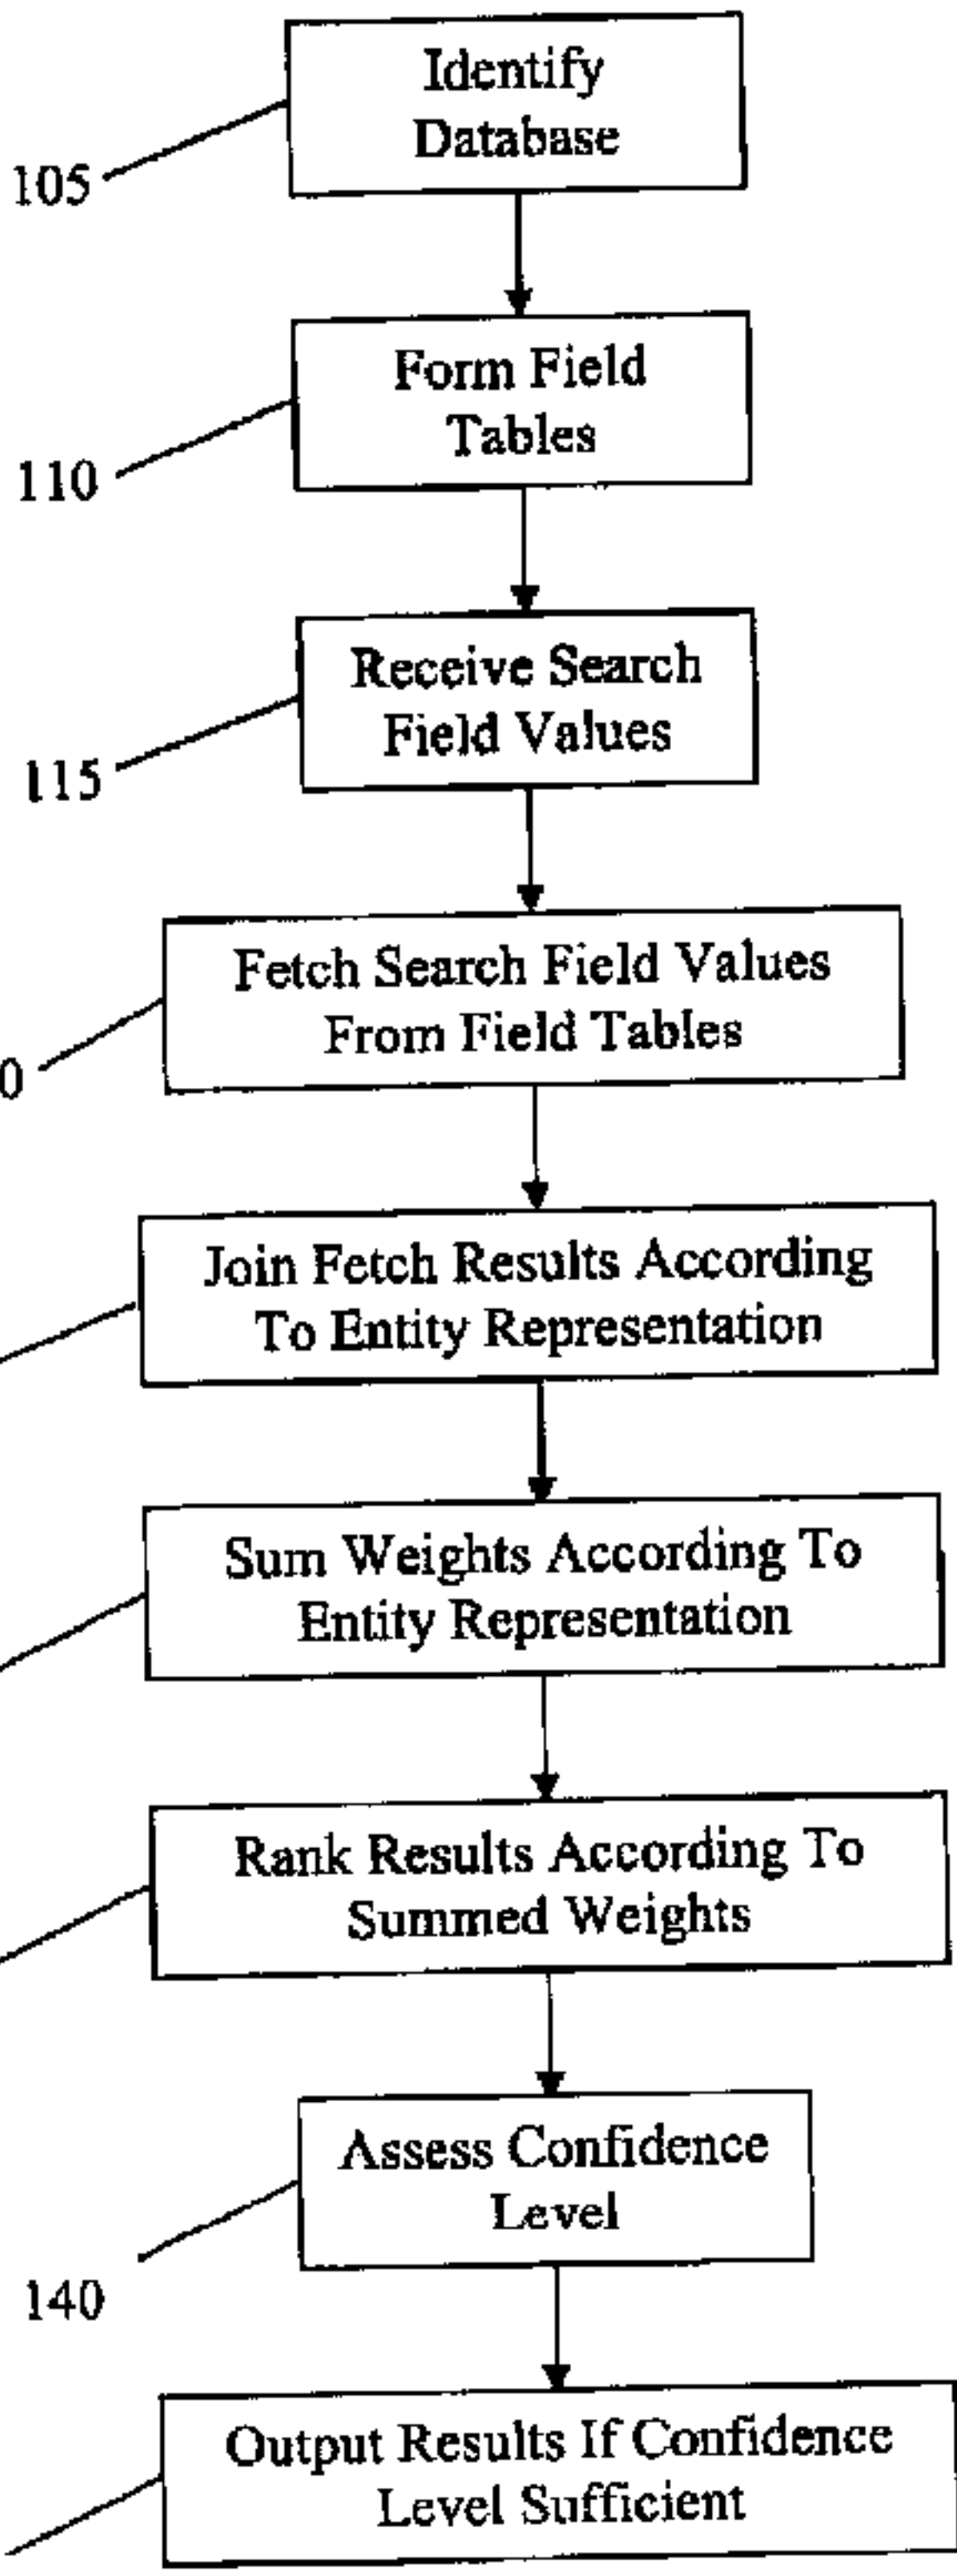 Identify
Database
105
Form Field
Tables
110
Receive Search
Field Values
115
Fetch Search Field Values
From Field Tables
0
Join Fetch Results According
To Entity Representation
Sum Weights According To
Entity Representation
Rank Results According To
Summed Weights
Assess Confidence
Level
140
Output Results If Confidence
Level Sufficient